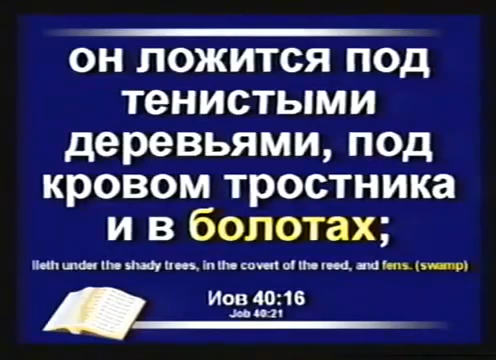 он ложится под
тенистыми
деревьями, под
кровом тростника
и в болотах;
lieth under the shady trees, in the covert of the reed, and fens. (swamp)
Иов 40:16
Job 40:21